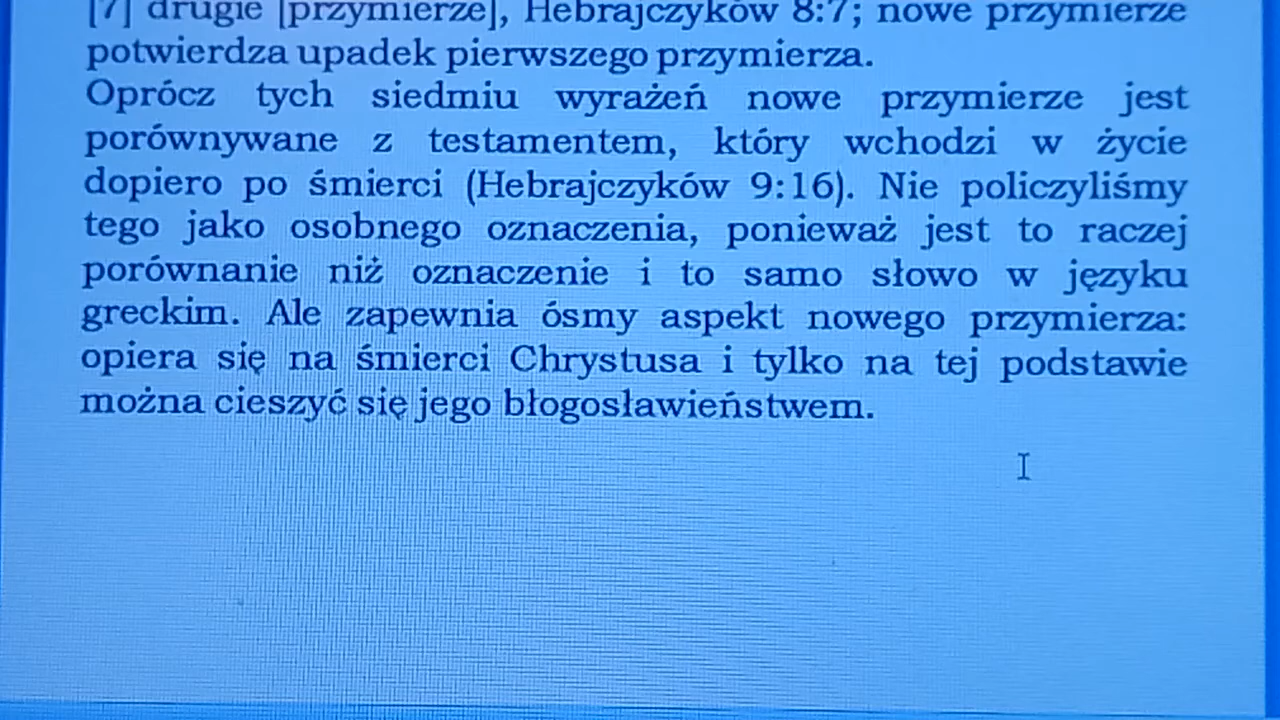 [7] drugie [przymierze], Hebrajczyków 8:7; nowe przymierze
potwierdza upadek pierwszego przymierza.
Oprócz tych siedmiu wyrażeń nowe przymierze jest
porównywane z testamentem, który wchodzi w życie
dopiero po śmierci (Hebrajczyków 9:16). Nie policzyliśmy
tego jako osobnego oznaczenia, ponieważ jest to raczej
porównanie niż oznaczenie i to samo słowo w języku
greckim. Ale zapewnia ósmy aspekt nowego przymierza:
opiera się na śmierci Chrystusa i tylko na tej podstawie
można cieszyć się jego błogosławieństwem.